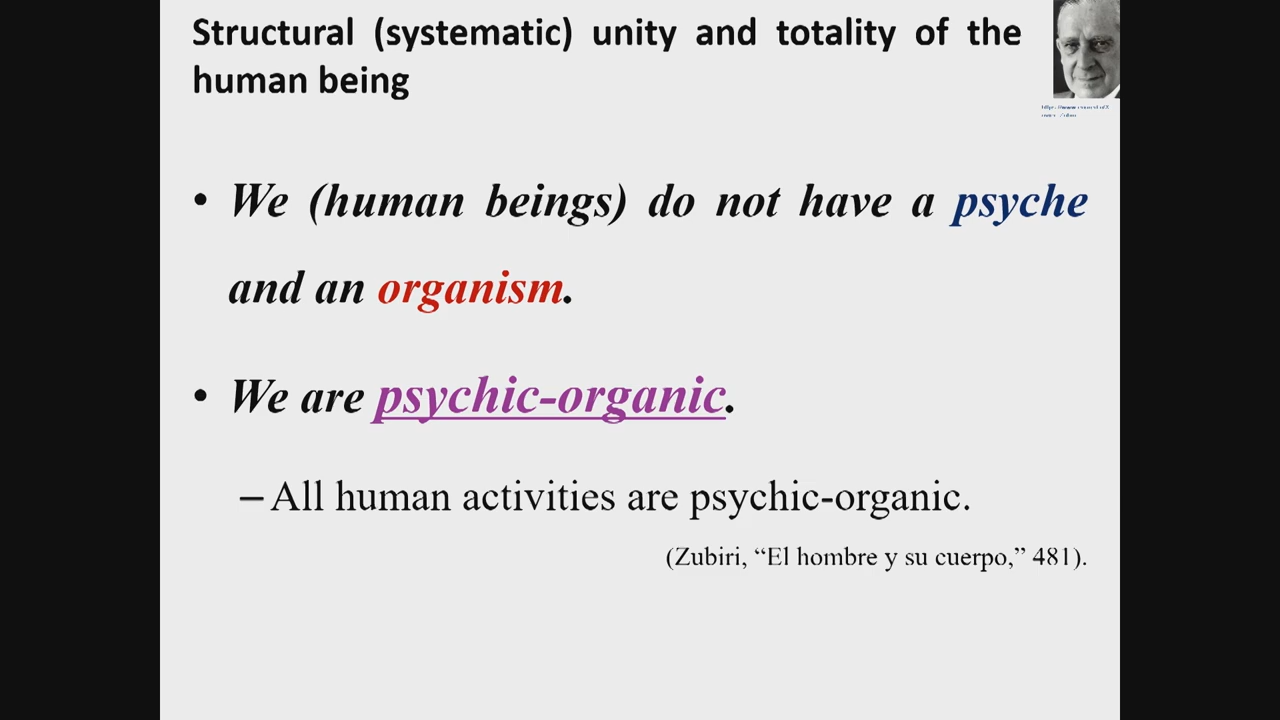 Structural (systematic) unity and totality of the
human being
• We (human beings) do not have a psyche
and an organism.
• We are psychic-organic.
– All human activities are psychic-organic.
(Zubiri, “El hombre y su cuerpo,” 481).